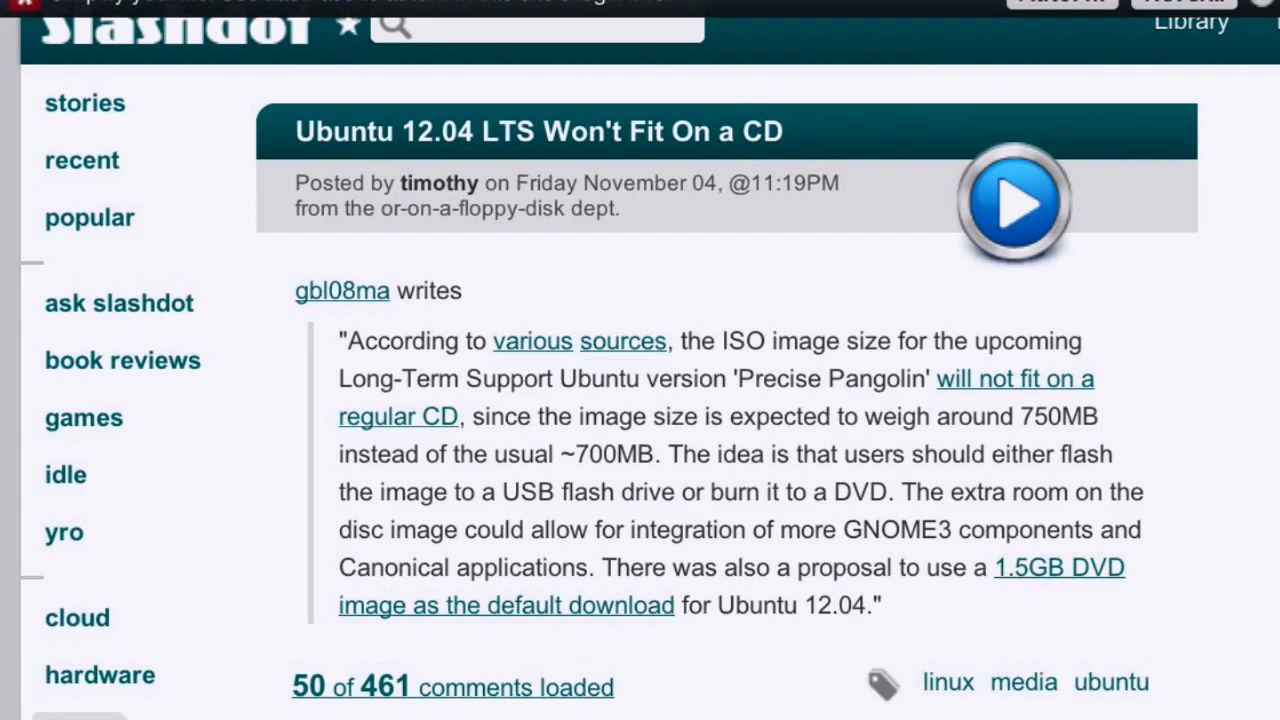 slashdot
Library
stories
recent
popular
ask slashdot
book reviews
games
idle
yro
cloud
hardware
Ubuntu 12.04 LTS Won't Fit On a CD
Posted by timothy on Friday November 04, @11:19PM
from the or-on-a-floppy-disk dept.
gbl08ma writes
"According to various sources, the ISO image size for the upcoming
Long-Term Support Ubuntu version 'Precise Pangolin' will not fit on a
regular CD, since the image size is expected to weigh around 750MB
instead of the usual ~700MB. The idea is that users should either flash
the image to a USB flash drive or burn it to a DVD. The extra room on the
disc image could allow for integration of more GNOME3 components and
Canonical applications. There was also a proposal to use a 1.5GB DVD
image as the default download for Ubuntu 12.04."
50 of 461 comments loaded
linux media ubuntu